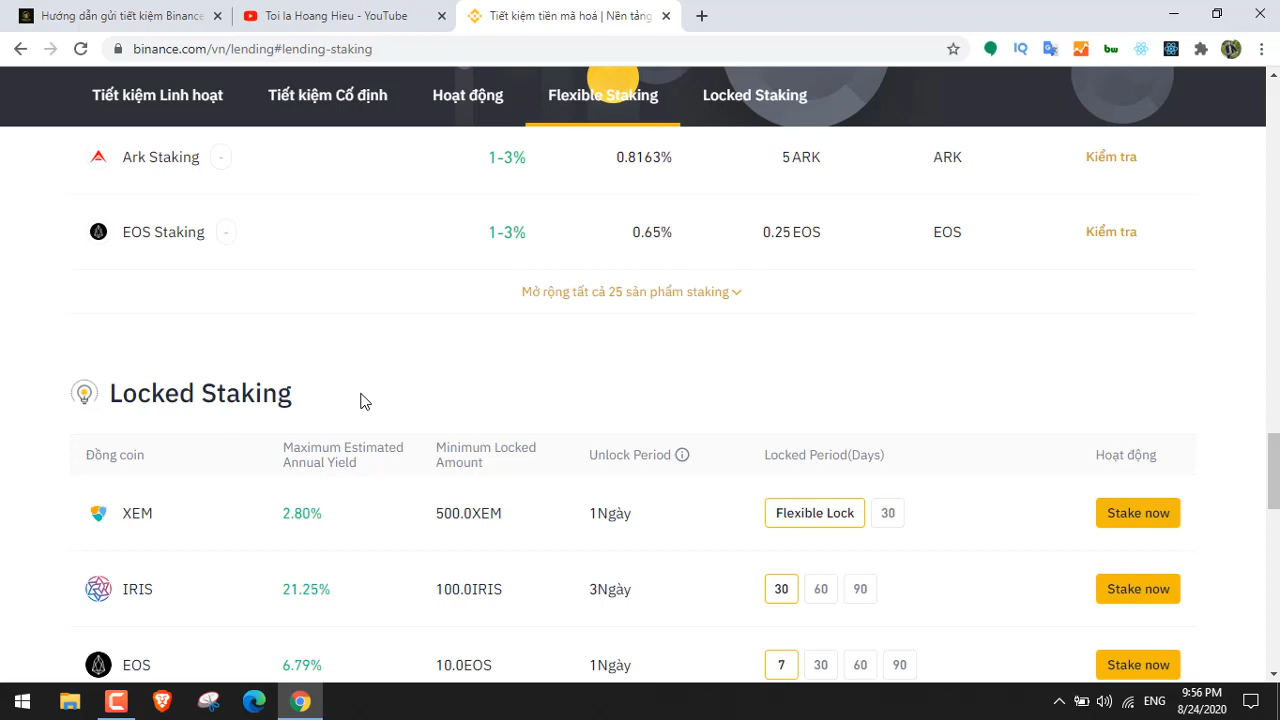 Hướng dẫn gửi tiết kiệm Binance
Toi la Hoang Hieu - YouTube
Tiết kiệm tiền mã hoá | Nền tảng
binance.com/vn/lending#lending-staking
Tiết kiệm Linh hoạt Tiết kiệm Cố định Hoạt động Flexible Staking Locked Staking
Ark Staking - 1-3% 0.8163% 5 ARK ARK Kiểm tra
EOS Staking - 1-3% 0.65% 0.25 EOS EOS Kiểm tra
Mở rộng tất cả 25 sản phẩm staking
Locked Staking
Đồng coin Maximum Estimated Annual Yield Minimum Locked Amount Unlock Period Locked Period(Days) Hoạt động
XEM 2.80% 500.0XEM 1Ngày Flexible Lock 30 Stake now
IRIS 21.25% 100.0IRIS 3Ngày 30 60 90 Stake now
EOS 6.79% 10.0EOS 1Ngày 7 30 60 90 Stake now
ENG 9:56 PM
8/24/2020